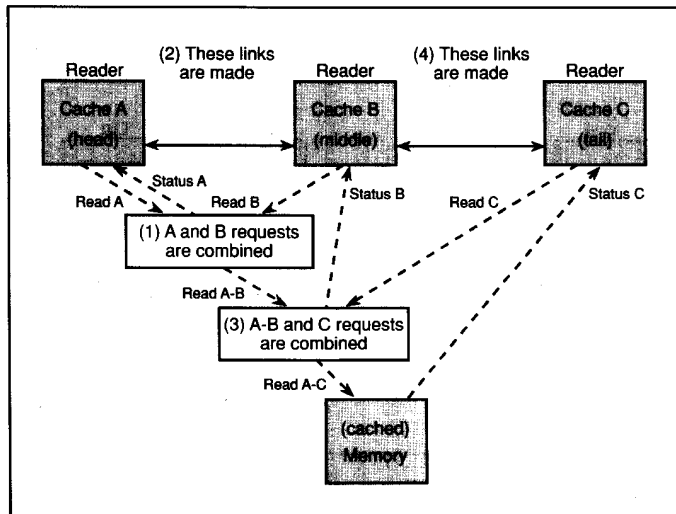 (2) These links
are made
(4) These links
are made
Reader
Reader
Reader
Cache A
(head)
Cache B
(middle)
Cache C
(tail)
Read A
Status A
Read B
Status B
Read C
Status C
(1) A and B requests
are combined
Read A-B
(3) A-B and C requests
are combined
Read A-C
(cached)
Memory